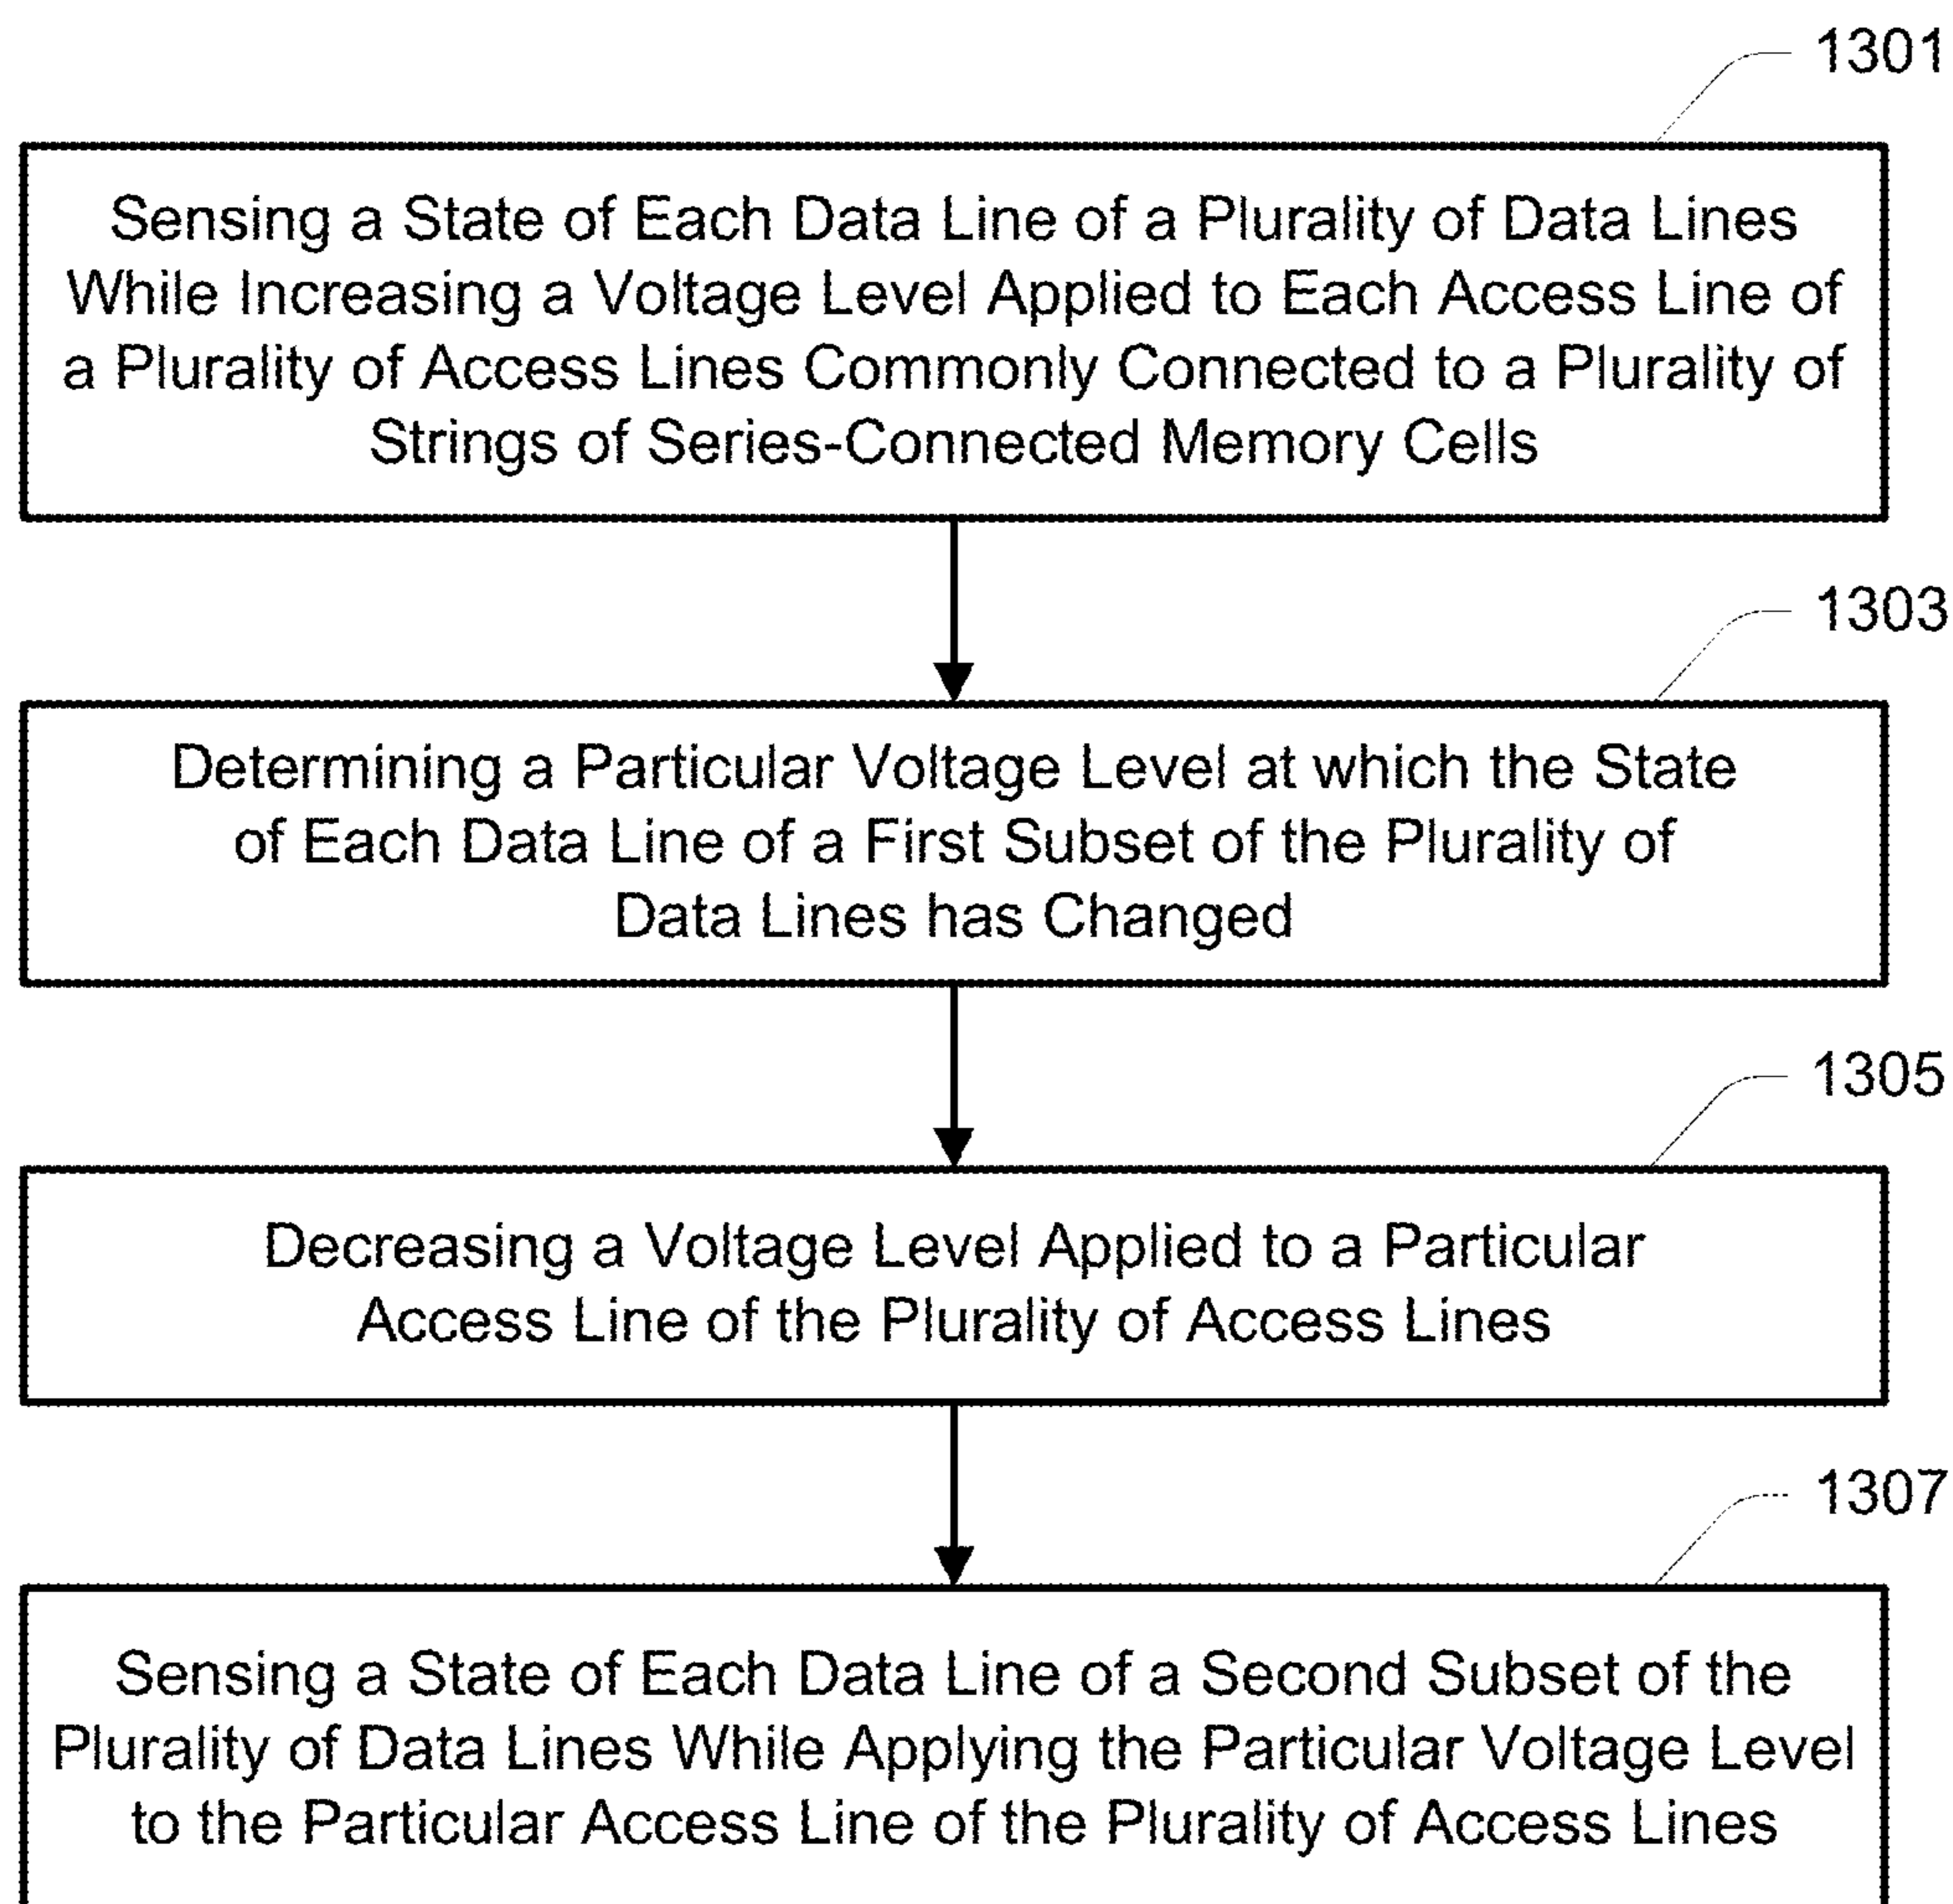 1301
Sensing a State of Each Data Line of a Plurality of Data Lines
While Increasing a Voltage Level Applied to Each Access Line of
a Plurality of Access Lines Commonly Connected to a Plurality of
Strings of Series-Connected Memory Cells
1303
Determining a Particular Voltage Level at which the State
of Each Data Line of a First Subset of the Plurality of
Data Lines has Changed
1305
Decreasing a Voltage Level Applied to a Particular
Access Line of the Plurality of Access Lines
1307
Sensing a State of Each Data Line of a Second Subset of the
Plurality of Data Lines While Applying the Particular Voltage Level
to the Particular Access Line of the Plurality of Access Lines